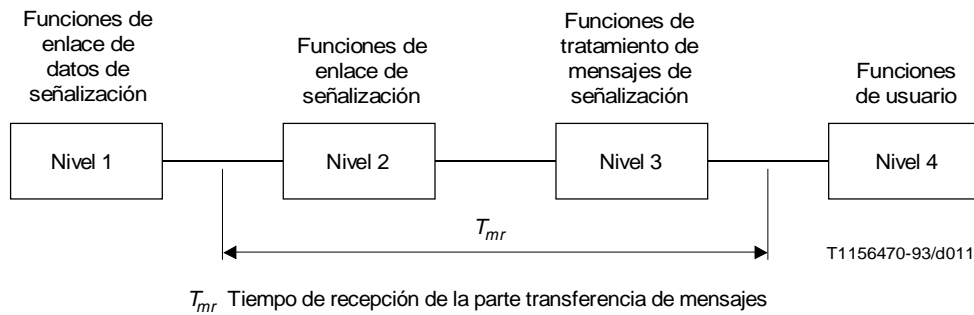 Funciones de
enlace de
datos de
señalización
Funciones de
enlace de
señalización
Funciones de
tratamiento de
mensajes de
señalización
Funciones
de usuario
Nivel 1
Nivel 2
Nivel 3
Nivel 4
Tmr
T1156470-93/d011
Tmr Tiempo de recepción de la parte transferencia de mensajes